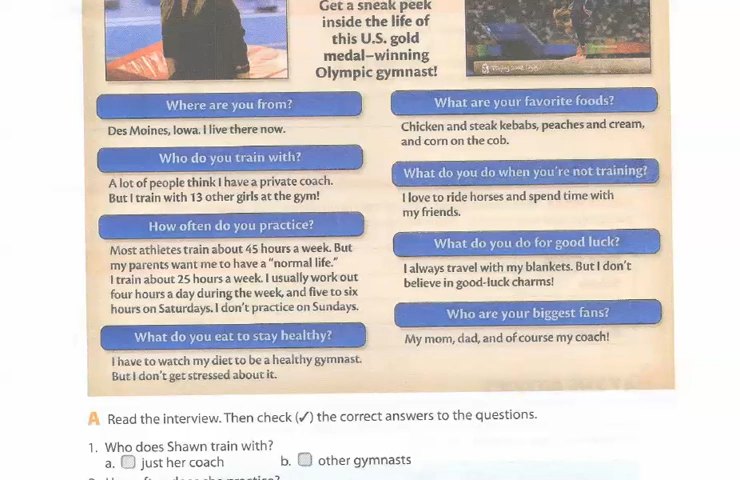 Get a sneak peek
inside the life of
this U.S. gold
medal–winning
Olympic gymnast!
Where are you from?
Des Moines, Iowa. I live there now.
Who do you train with?
A lot of people think I have a private coach.
But I train with 13 other girls at the gym!
How often do you practice?
Most athletes train about 45 hours a week. But
my parents want me to have a “normal life.”
I train about 25 hours a week. I usually work out
four hours a day during the week, and five to six
hours on Saturdays. I don't practice on Sundays.
What do you eat to stay healthy?
I have to watch my diet to be a healthy gymnast.
But I don't get stressed about it.
What are your favorite foods?
Chicken and steak kebabs, peaches and cream,
and corn on the cob.
What do you do when you're not training?
I love to ride horses and spend time with
my friends.
What do you do for good luck?
I always travel with my blankets. But I don't
believe in good-luck charms!
Who are your biggest fans?
My mom, dad, and of course my coach!
A Read the interview. Then check (✓) the correct answers to the questions.
1. Who does Shawn train with?
a. just her coach b. other gymnasts